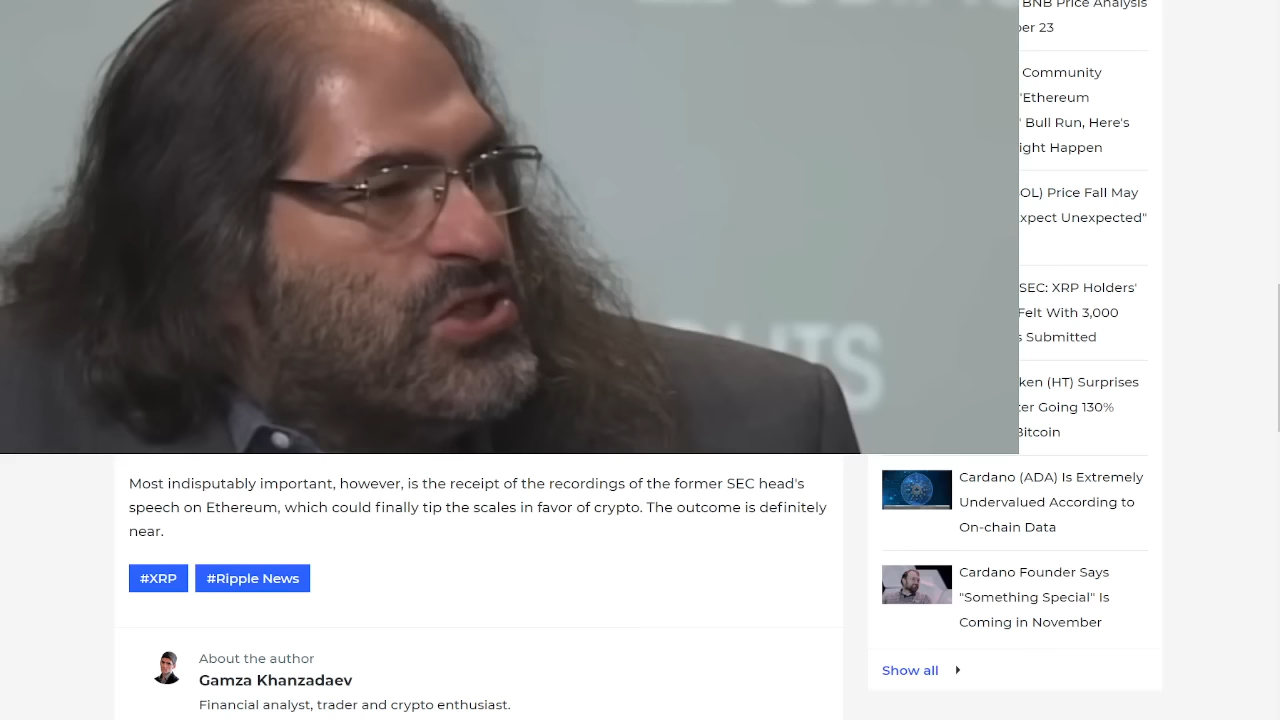 BNB Price Analysis
er 23
Community
"Ethereum
" Bull Run, Here's
ight Happen
OL) Price Fall May
xpect Unexpected"
SEC: XRP Holders'
Felt With 3,000
s Submitted
ken (HT) Surprises
er Going 130%
Bitcoin
Most indisputably important, however, is the receipt of the recordings of the former SEC head's
speech on Ethereum, which could finally tip the scales in favor of crypto. The outcome is definitely
near.
#XRP #Ripple News
Cardano (ADA) Is Extremely
Undervalued According to
On-chain Data
Cardano Founder Says
"Something Special" Is
Coming in November
Show all
About the author
Gamza Khanzadaev
Financial analyst, trader and crypto enthusiast.